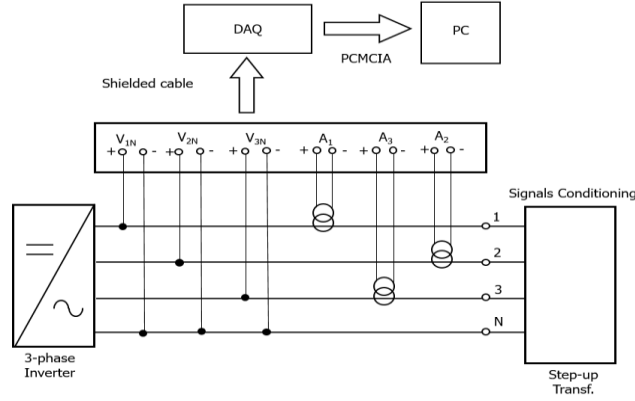 DAQ
PC
PCMCIA
Shielded cable
V1N V2N V3N A1 A3 A2
+ - + - + - + - + - + -
Signals Conditioning
1
2
3
N
3-phase
Inverter
Step-up
Transf.